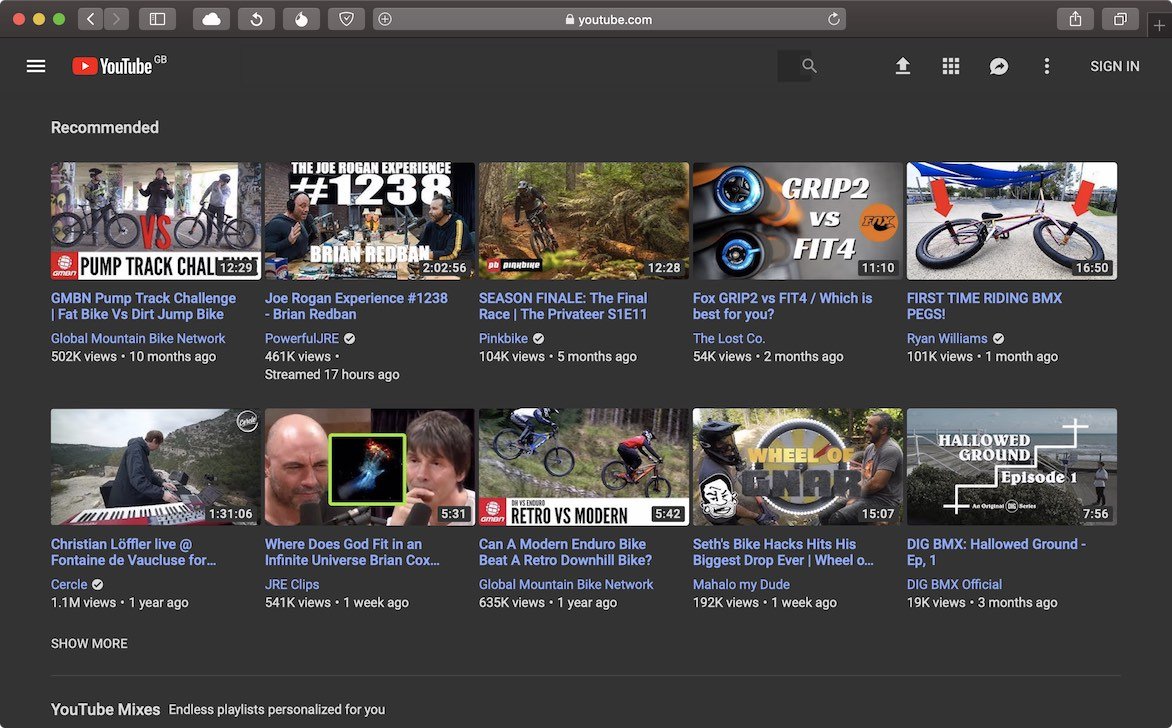 youtube.com
YouTube GB
SIGN IN
Recommended
VS
GMBN
PUMP TRACK CHAL
12:29
THE JOE ROGAN EXPERIENCE
#1238
BRIAN REDBAN
2:02:56
pb pinkbike
12:28
GRIP2
VS
FIT4
FOX
11:10
16:50
GMBN Pump Track Challenge
| Fat Bike Vs Dirt Jump Bike
Global Mountain Bike Network
502K views • 10 months ago
Joe Rogan Experience #1238
- Brian Redban
PowerfulJRE
461K views •
Streamed 17 hours ago
SEASON FINALE: The Final
Race | The Privateer S1E11
Pinkbike
104K views • 5 months ago
Fox GRIP2 vs FIT4 / Which is
best for you?
The Lost Co.
54K views • 2 months ago
FIRST TIME RIDING BMX
PEGS!
Ryan Williams
101K views • 1 month ago
Cercle
1:31:06
5:31
GMBN
DH VS ENDURO
RETRO VS MODERN
5:42
WHEEL OF
GNAR
15:07
HALLOWED
GROUND
Episode 1
An Original DIG Series
7:56
Christian Löffler live @
Fontaine de Vaucluse for...
Cercle
1.1M views • 1 year ago
Where Does God Fit in an
Infinite Universe Brian Cox...
JRE Clips
541K views • 1 week ago
Can A Modern Enduro Bike
Beat A Retro Downhill Bike?
Global Mountain Bike Network
635K views • 1 year ago
Seth's Bike Hacks Hits His
Biggest Drop Ever | Wheel o...
Mahalo my Dude
192K views • 1 week ago
DIG BMX: Hallowed Ground -
Ep, 1
DIG BMX Official
19K views • 3 months ago
SHOW MORE
YouTube Mixes Endless playlists personalized for you